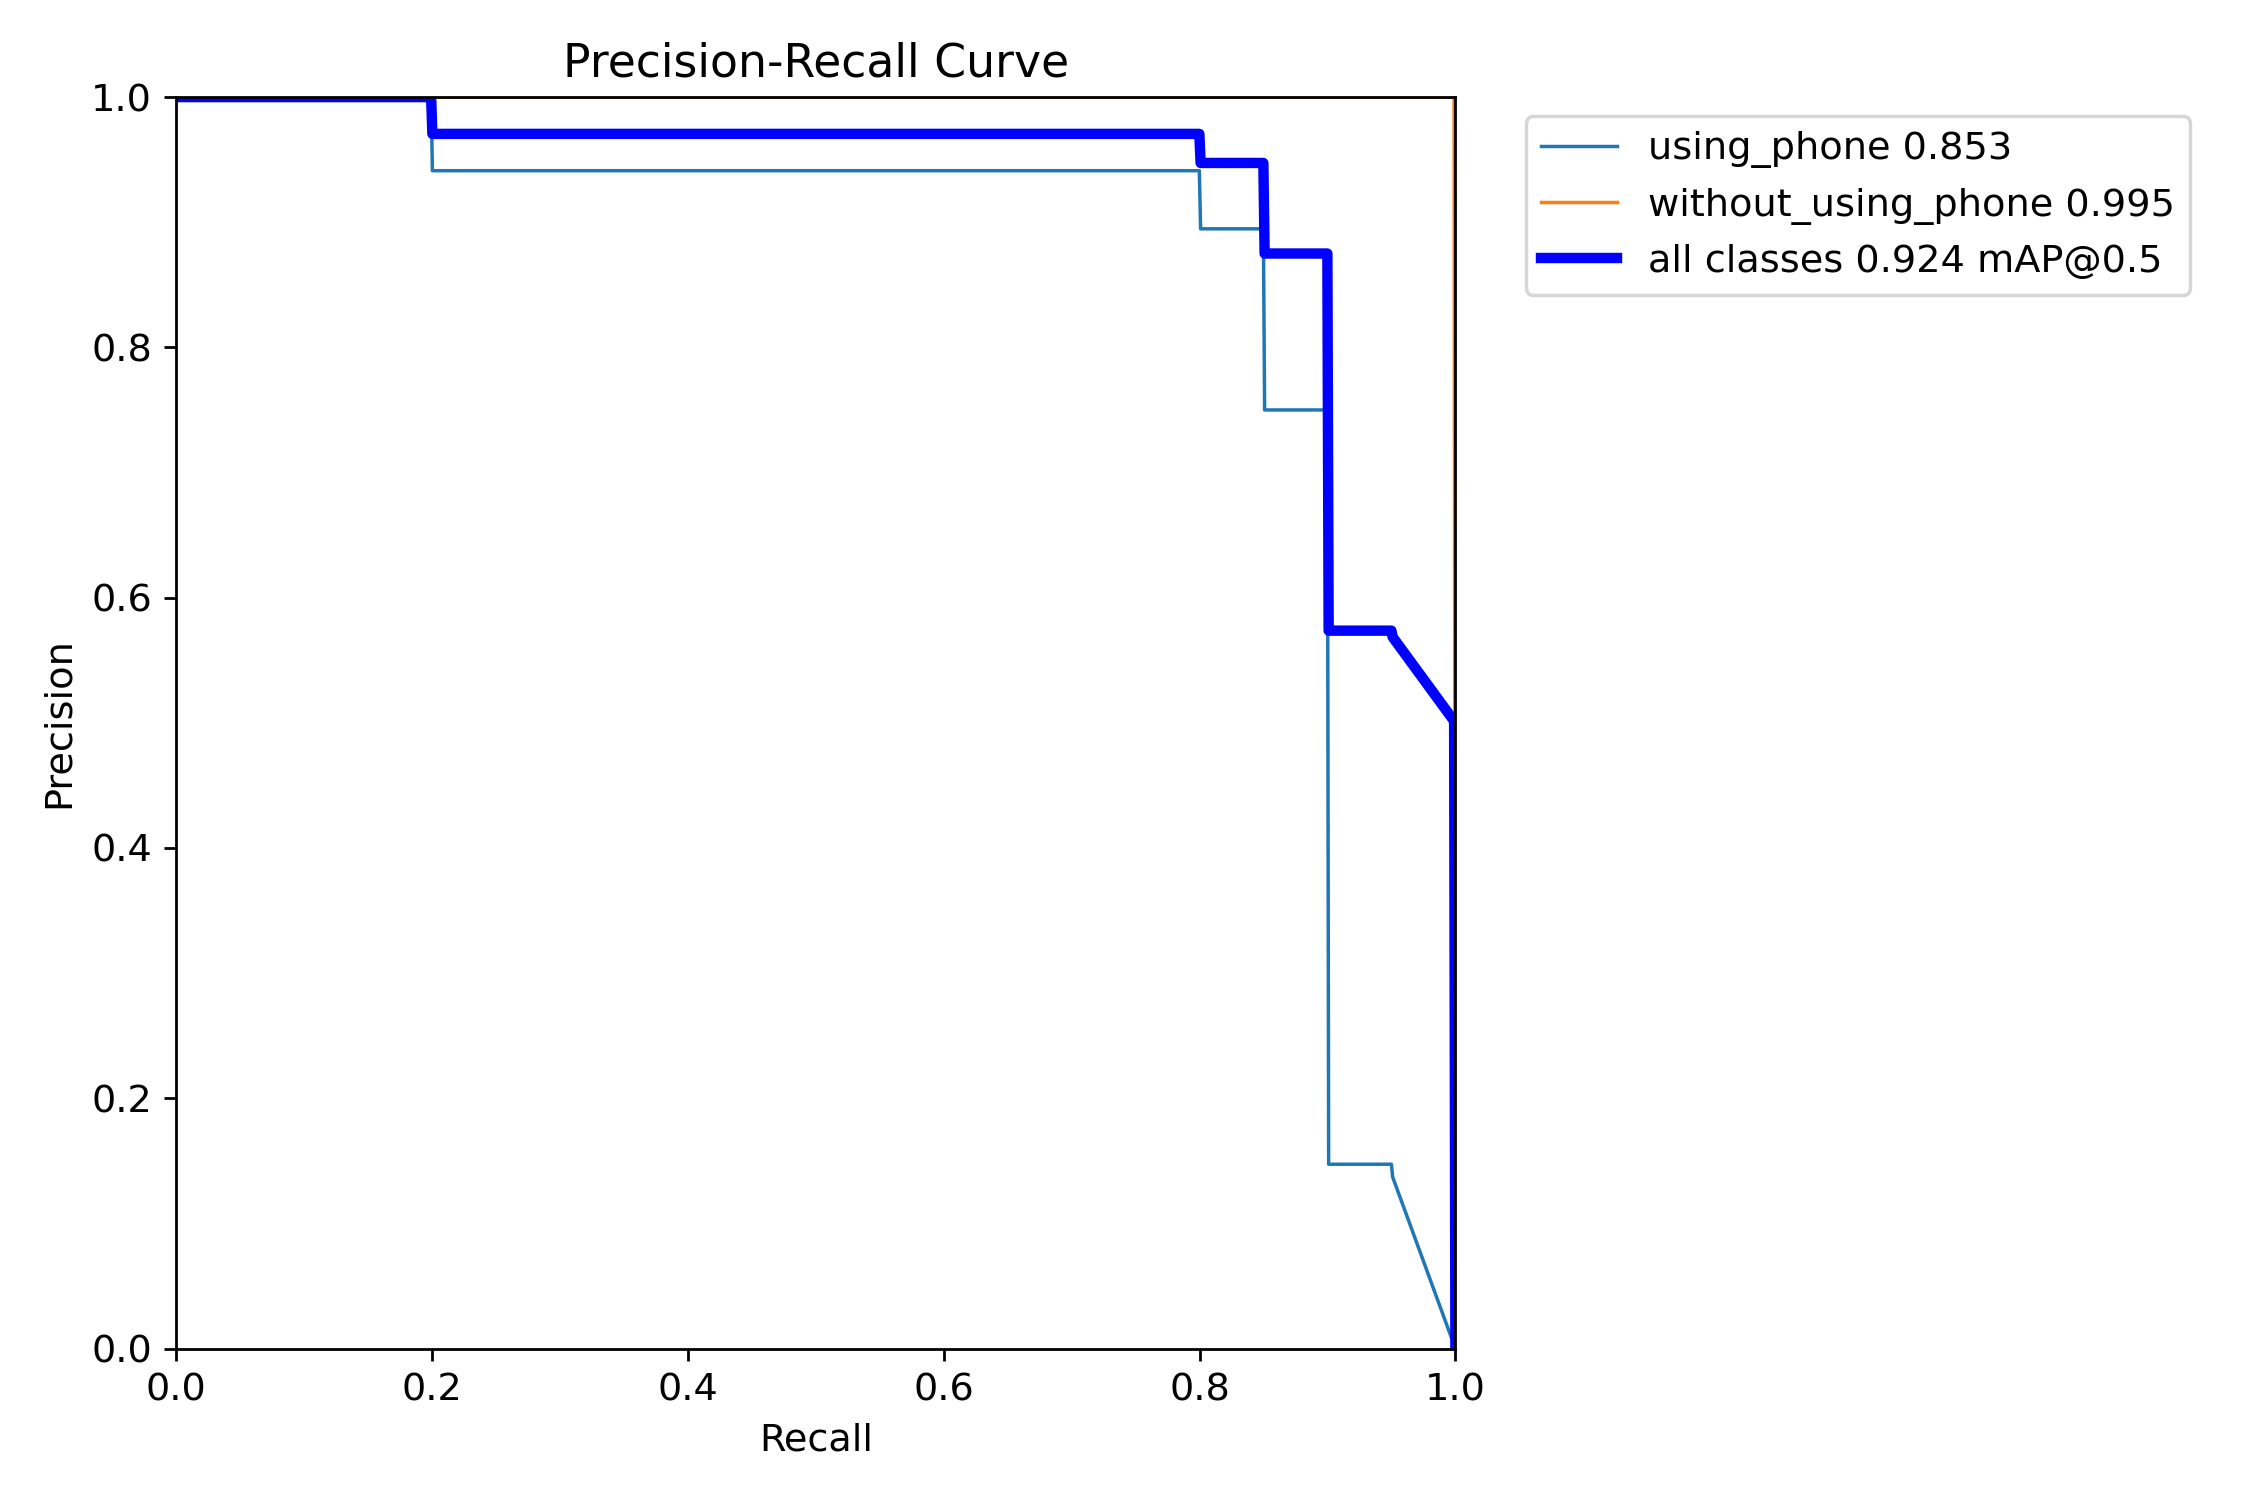 Precision-Recall Curve
1.0
0.8
0.6
0.4
0.2
0.0
Precision
0.0 0.2 0.4 0.6 0.8 1.0
Recall
using_phone 0.853
without_using_phone 0.995
all classes 0.924 mAP@0.5